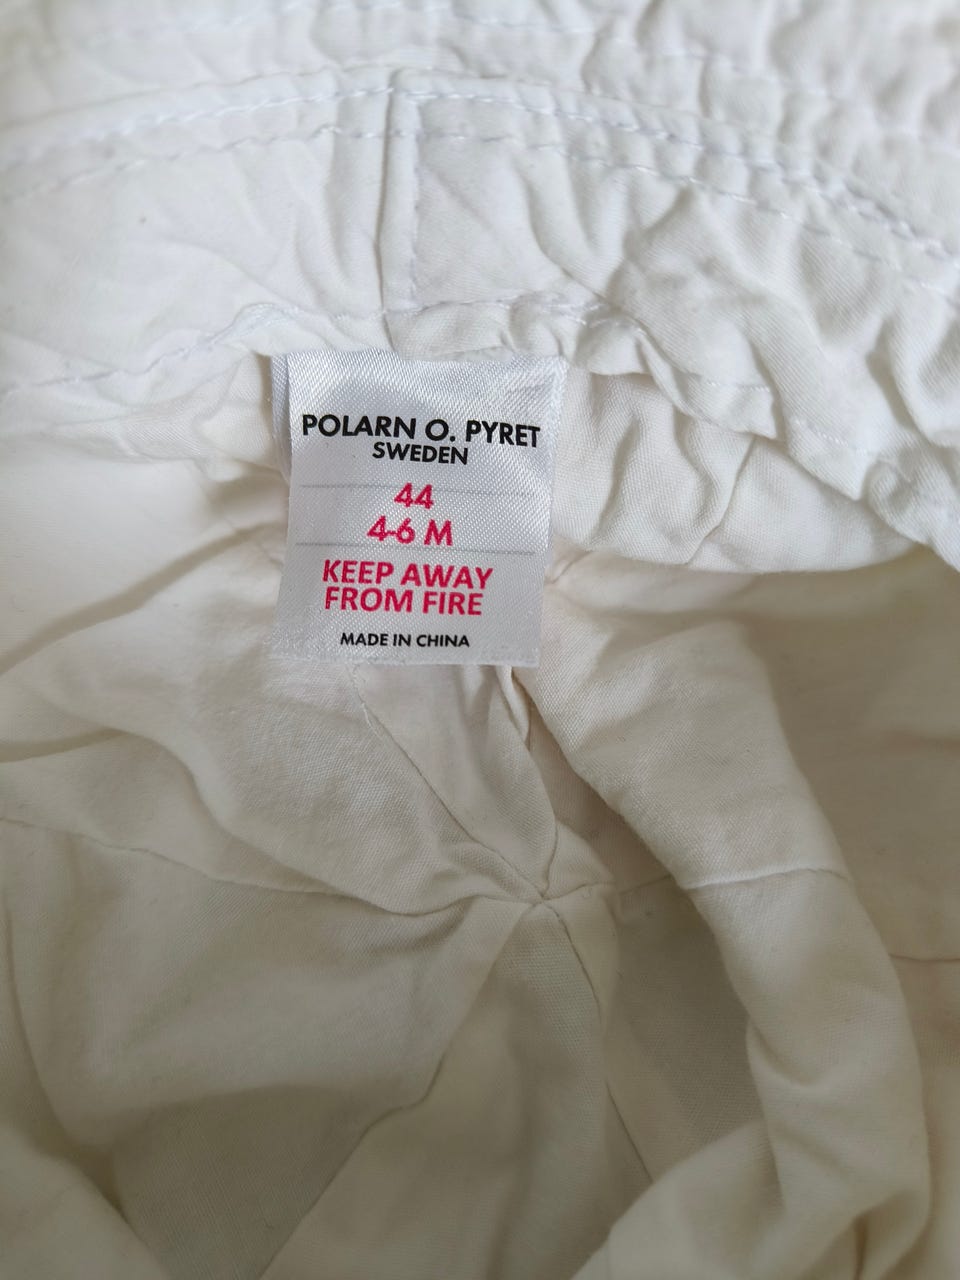 POLARN O. PYRET
SWEDEN
44
4-6 M
KEEP AWAY
FROM FIRE
MADE IN CHINA